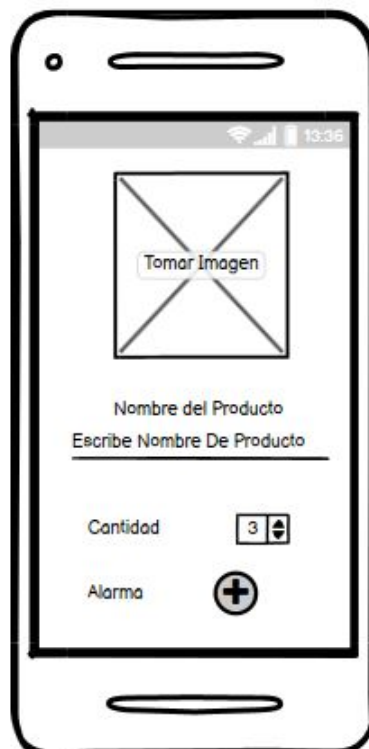 13:36
Tomar Imagen
Nombre del Producto
Escribe Nombre De Producto
Cantidad 3
Alarma